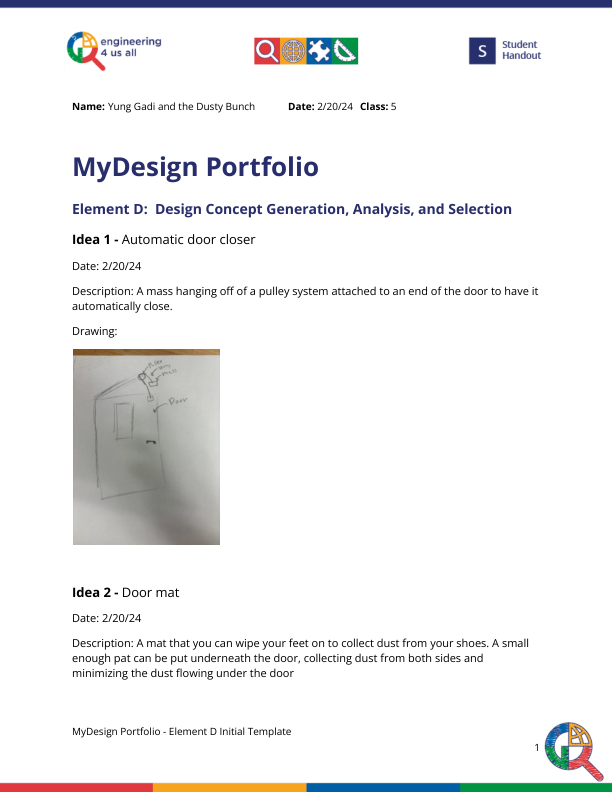 engineering
4 us all
S
Student
Handout
Name: Yung Gadi and the Dusty Bunch Date: 2/20/24 Class: 5
MyDesign Portfolio
Element D: Design Concept Generation, Analysis, and Selection
Idea 1 - Automatic door closer
Date: 2/20/24
Description: A mass hanging off of a pulley system attached to an end of the door to have it
automatically close.
Drawing:
Door
Idea 2 - Door mat
Date: 2/20/24
Description: A mat that you can wipe your feet on to collect dust from your shoes. A small
enough pat can be put underneath the door, collecting dust from both sides and
minimizing the dust flowing under the door
MyDesign Portfolio - Element D Initial Template
1